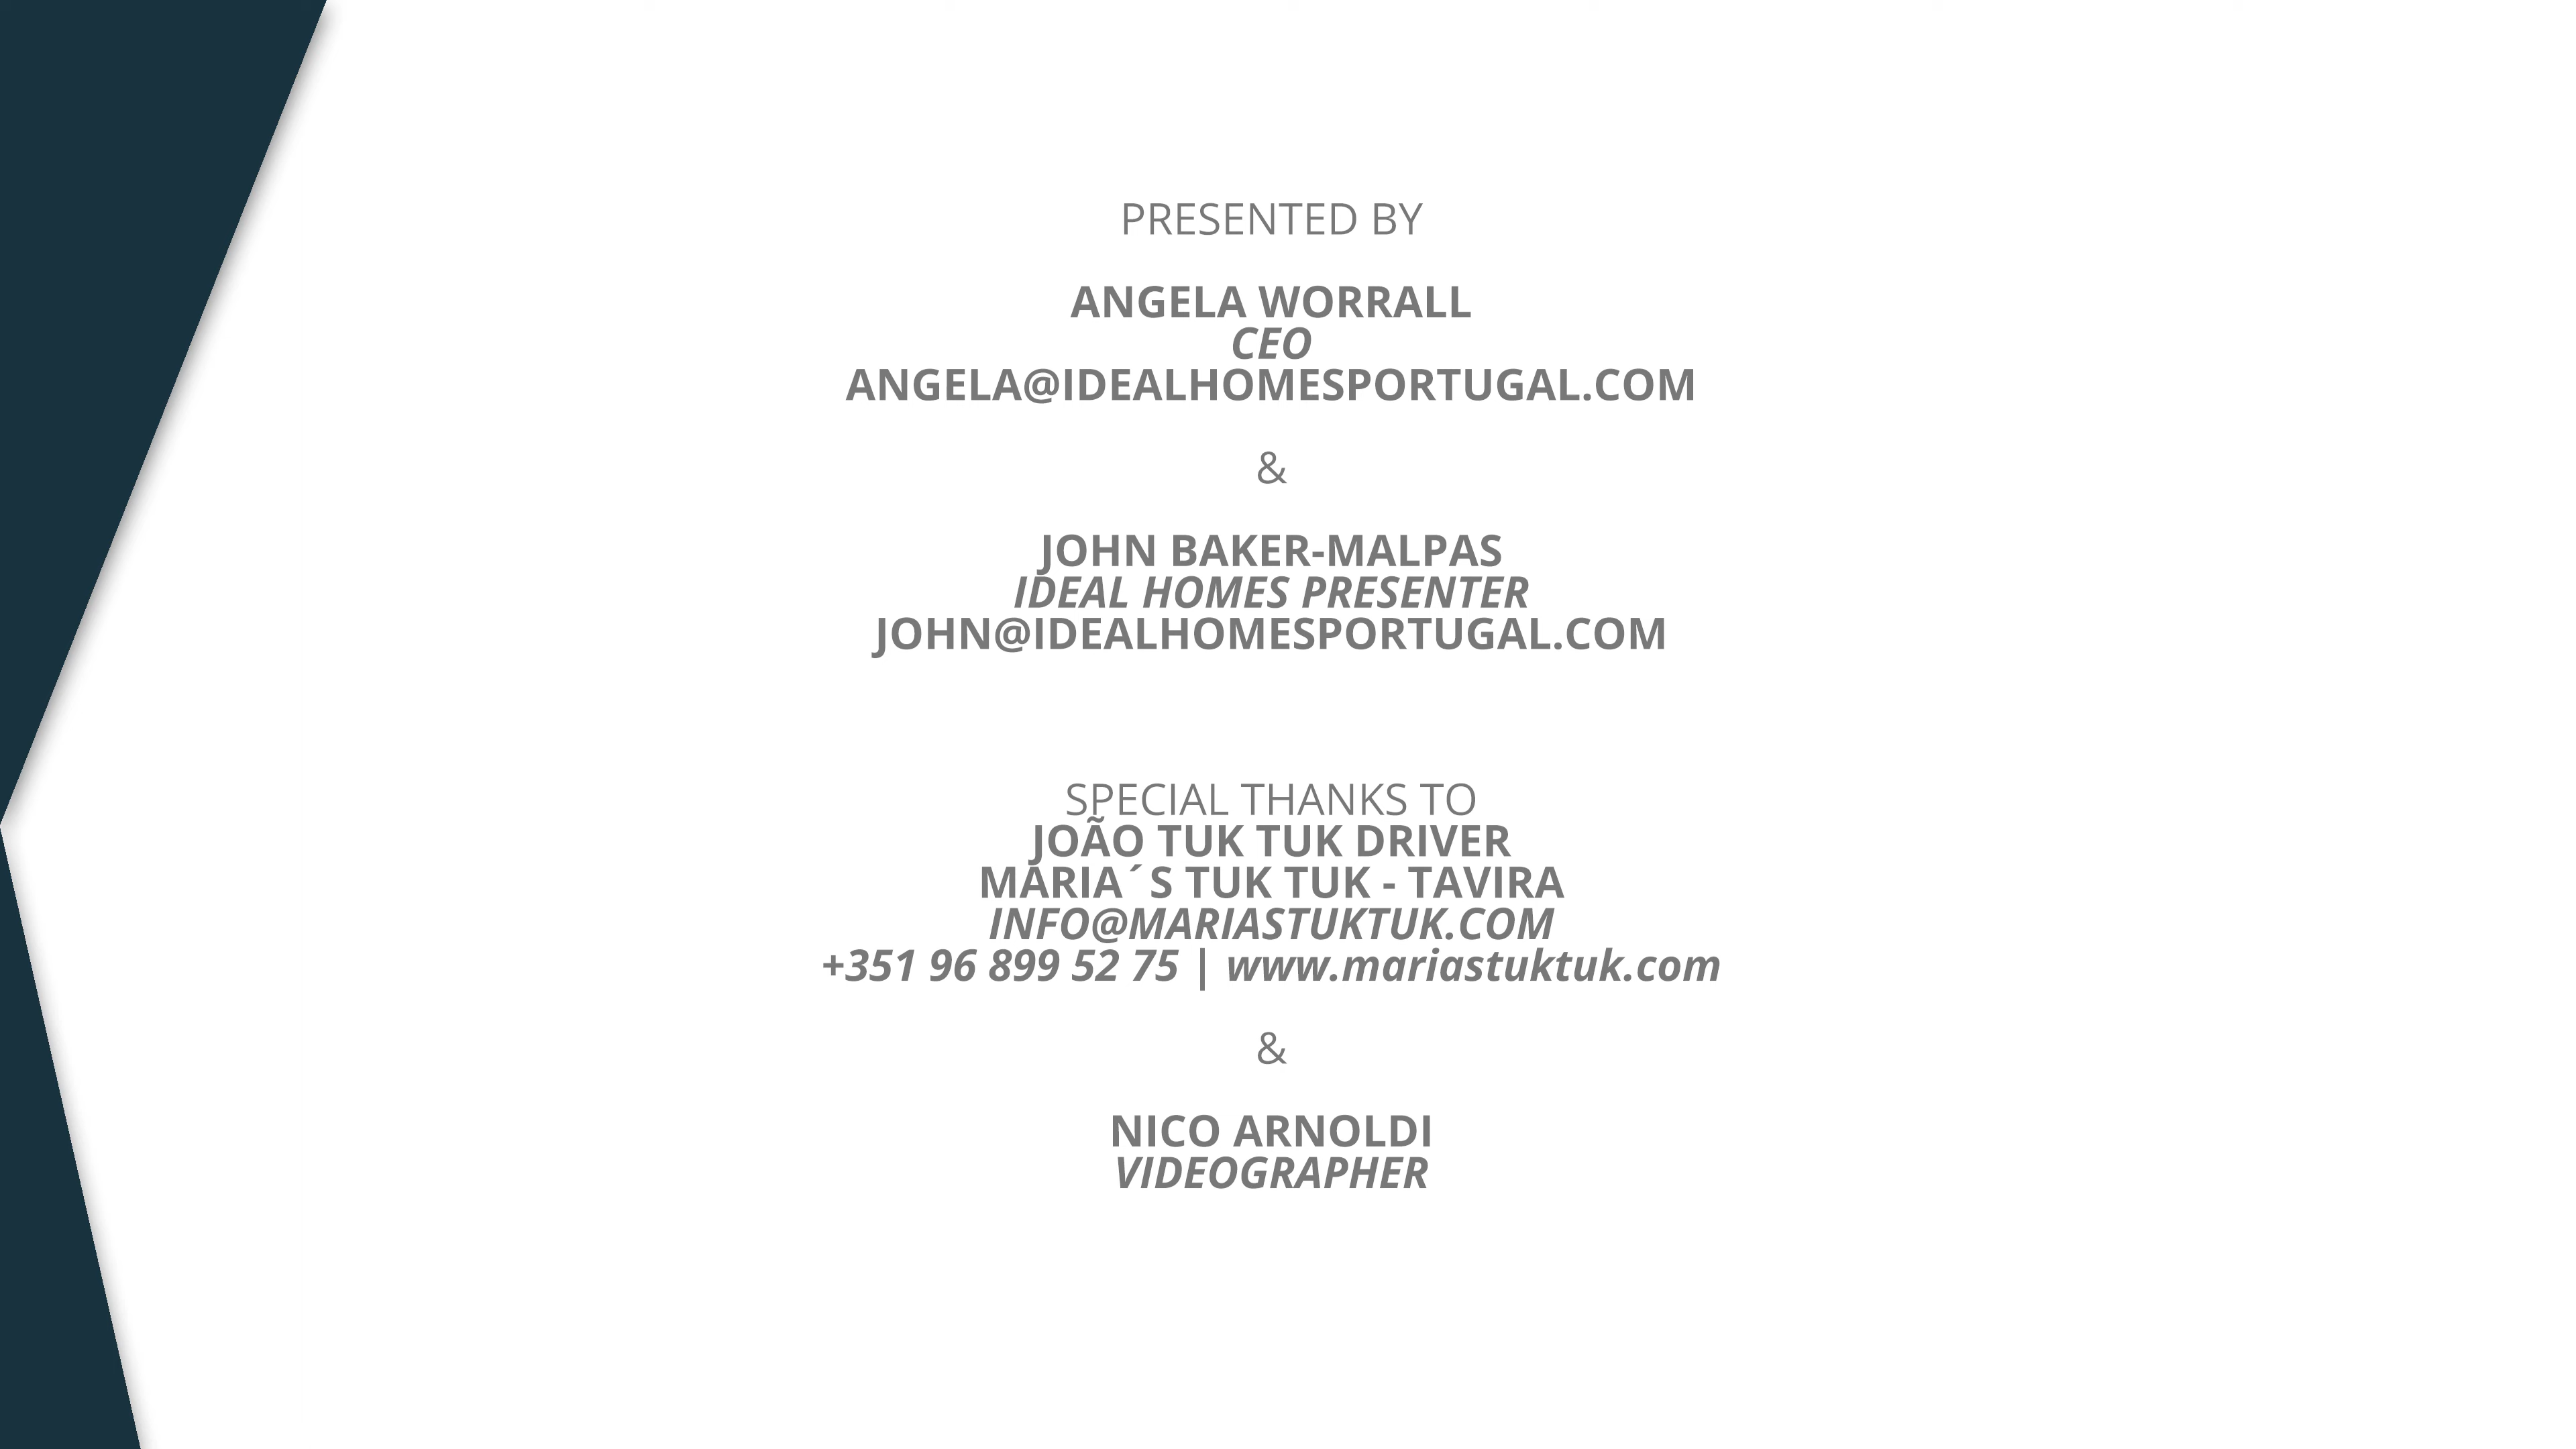 PRESENTED BY
ANGELA WORRALL
CEO
ANGELA@IDEALHOMESPORTUGAL.COM
&
JOHN BAKER-MALPAS
IDEAL HOMES PRESENTER
JOHN@IDEALHOMESPORTUGAL.COM
SPECIAL THANKS TO
JOÃO TUK TUK DRIVER
MARIA´S TUK TUK - TAVIRA
INFO@MARIASTUKTUK.COM
+351 96 899 52 75 | www.mariastuktuk.com
&
NICO ARNOLDI
VIDEOGRAPHER